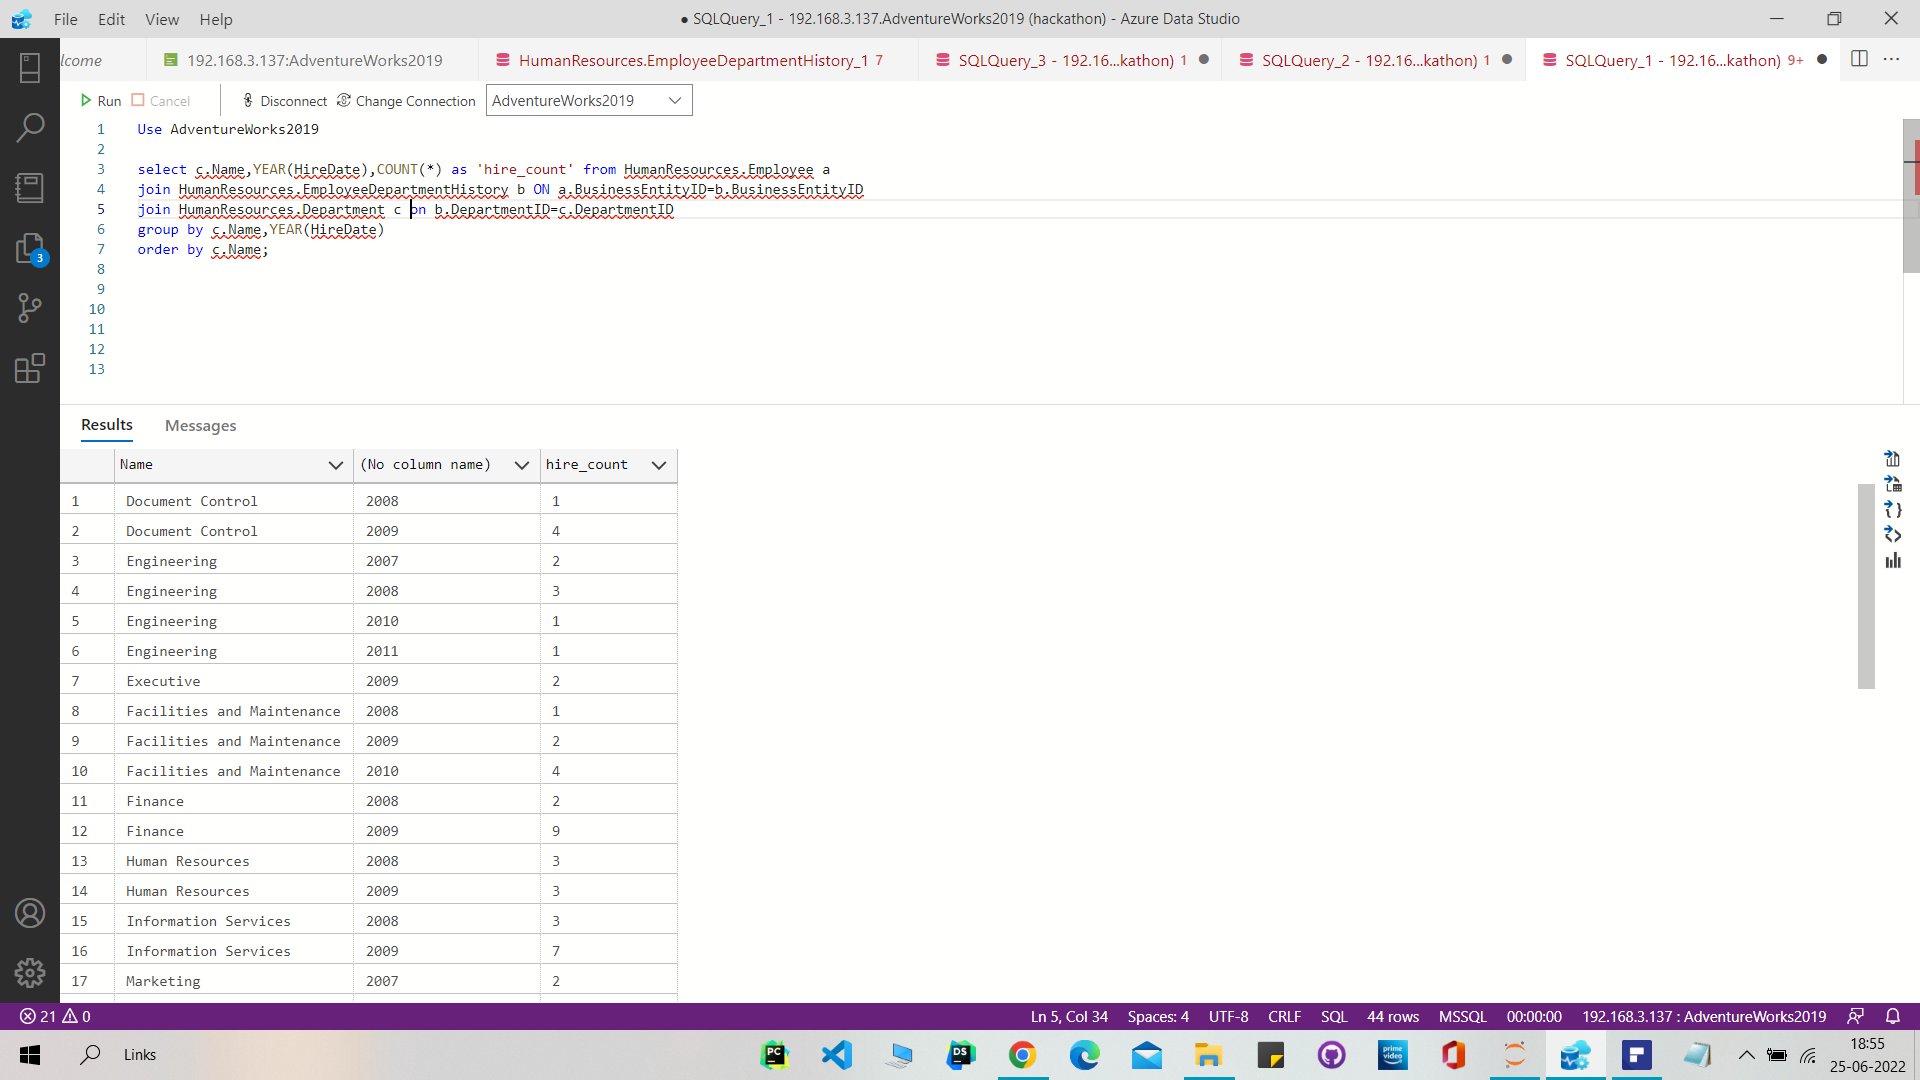 File Edit View Help
● SQLQuery_1 - 192.168.3.137.AdventureWorks2019 (hackathon) - Azure Data Studio
lcome
192.168.3.137:AdventureWorks2019
HumanResources.EmployeeDepartmentHistory_1 7
SQLQuery_3 - 192.16...kathon) 1
SQLQuery_2 - 192.16...kathon) 1
SQLQuery_1 - 192.16...kathon) 9+
Run Cancel Disconnect Change Connection AdventureWorks2019
1 Use AdventureWorks2019
2
3 select c.Name,YEAR(HireDate),COUNT(*) as 'hire_count' from HumanResources.Employee a
4 join HumanResources.EmployeeDepartmentHistory b ON a.BusinessEntityID=b.BusinessEntityID
5 join HumanResources.Department c on b.DepartmentID=c.DepartmentID
6 group by c.Name,YEAR(HireDate)
7 order by c.Name;
8
9
10
11
12
13
3
Results Messages
Name (No column name) hire_count
1 Document Control 2008 1
2 Document Control 2009 4
3 Engineering 2007 2
4 Engineering 2008 3
5 Engineering 2010 1
6 Engineering 2011 1
7 Executive 2009 2
8 Facilities and Maintenance 2008 1
9 Facilities and Maintenance 2009 2
10 Facilities and Maintenance 2010 4
11 Finance 2008 2
12 Finance 2009 9
13 Human Resources 2008 3
14 Human Resources 2009 3
15 Information Services 2008 3
16 Information Services 2009 7
17 Marketing 2007 2
21 0 Ln 5, Col 34 Spaces: 4 UTF-8 CRLF SQL 44 rows MSSQL 00:00:00 192.168.3.137 : AdventureWorks2019
Links
PC
DS
prime video
18:55
25-06-2022